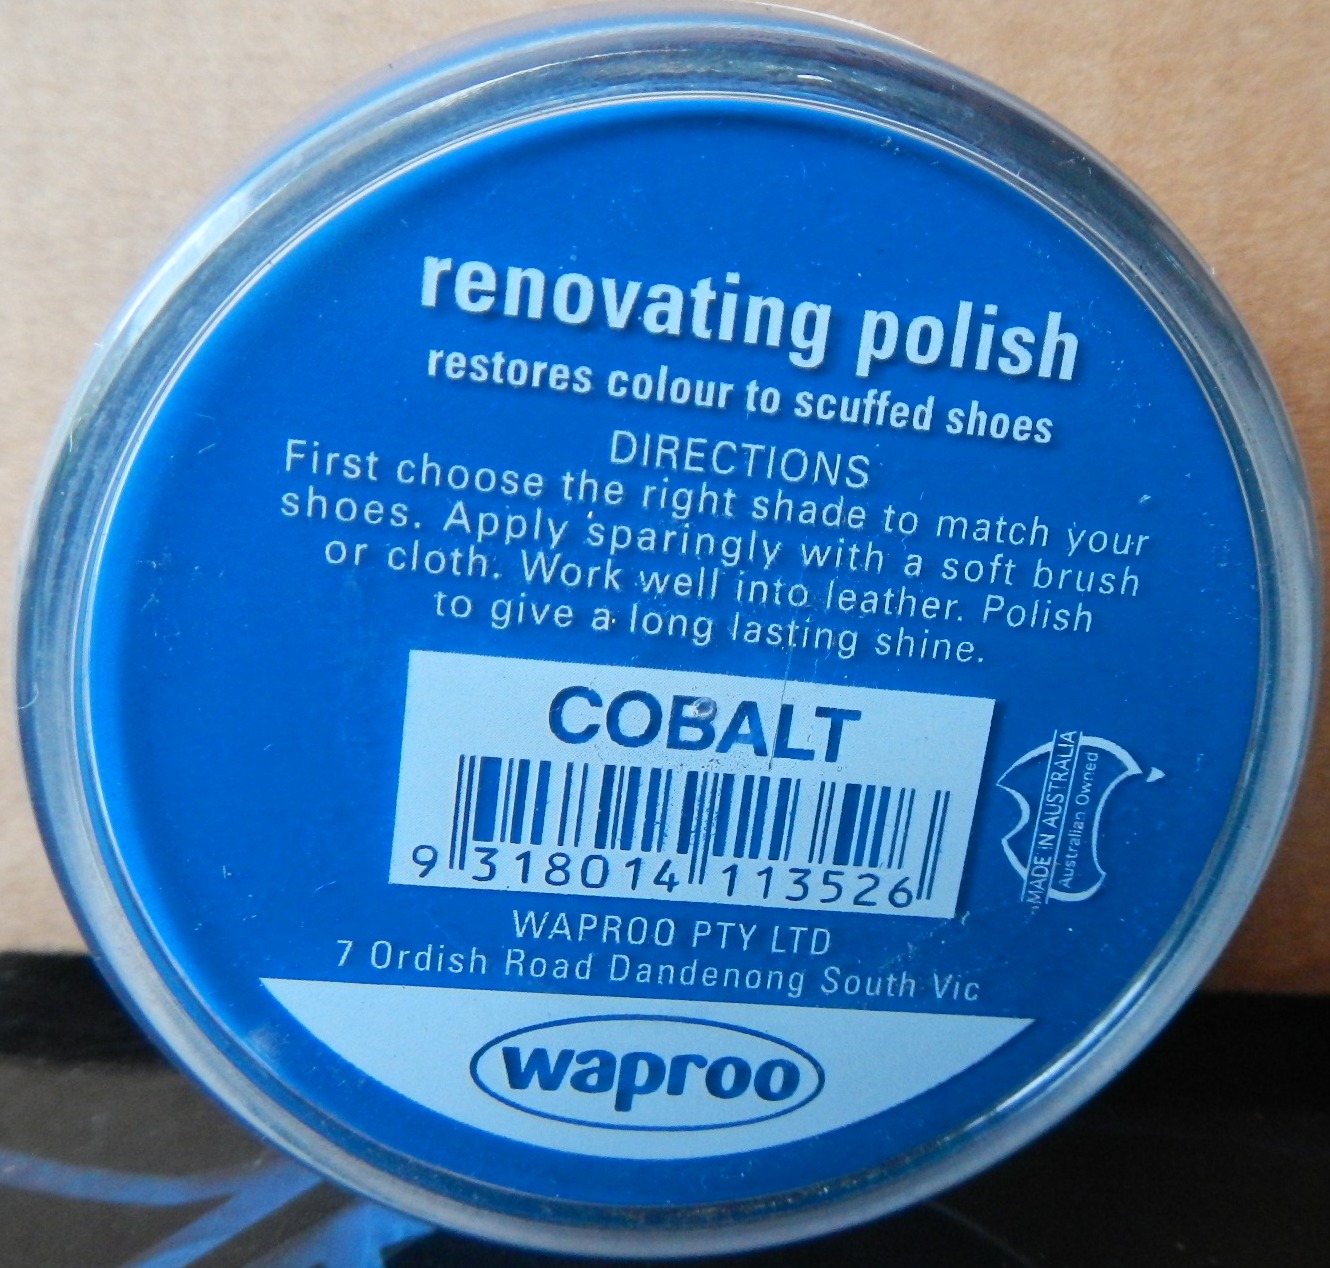 renovating polish
restores colour to scuffed shoes
DIRECTIONS
First choose the right shade to match your
shoes. Apply sparingly with a soft brush
or cloth. Work well into leather. Polish
to give a long lasting shine.
COBALT
9 318014 113526
MADE IN AUSTRALIA
Australian Owned
WAPROO PTY LTD
7 Ordish Road Dandenong South Vic
waproo